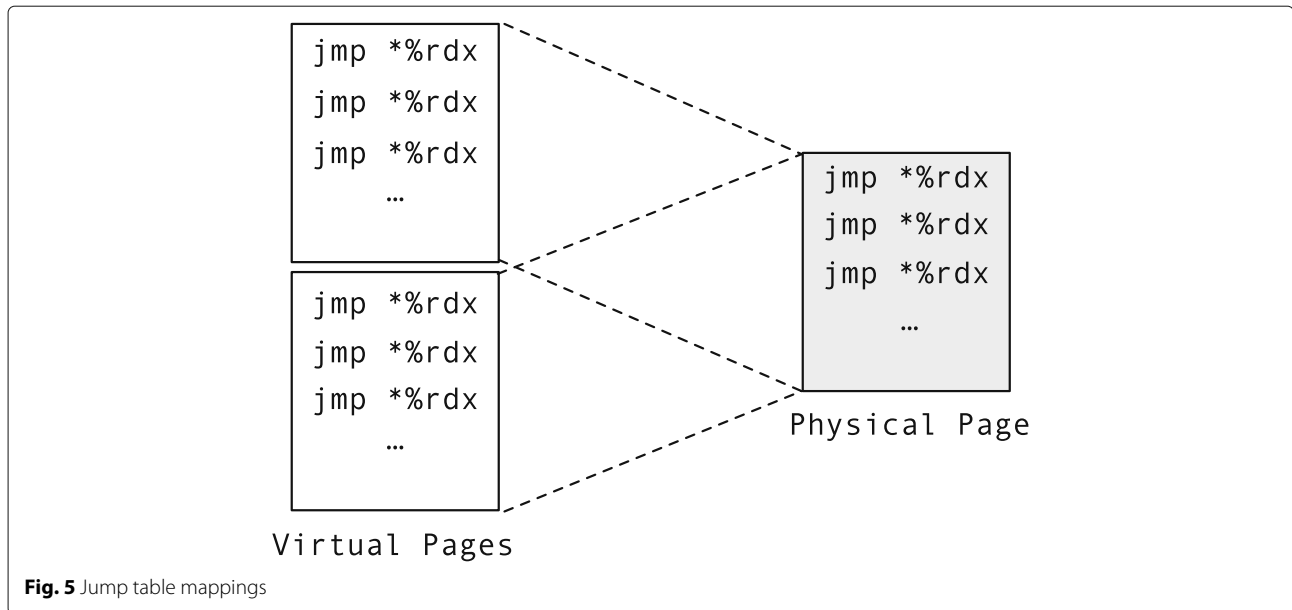 jmp *%rdx
jmp *%rdx
jmp *%rdx
…
jmp *%rdx
jmp *%rdx
jmp *%rdx
…
Virtual Pages
jmp *%rdx
jmp *%rdx
jmp *%rdx
…
Physical Page
Fig. 5 Jump table mappings